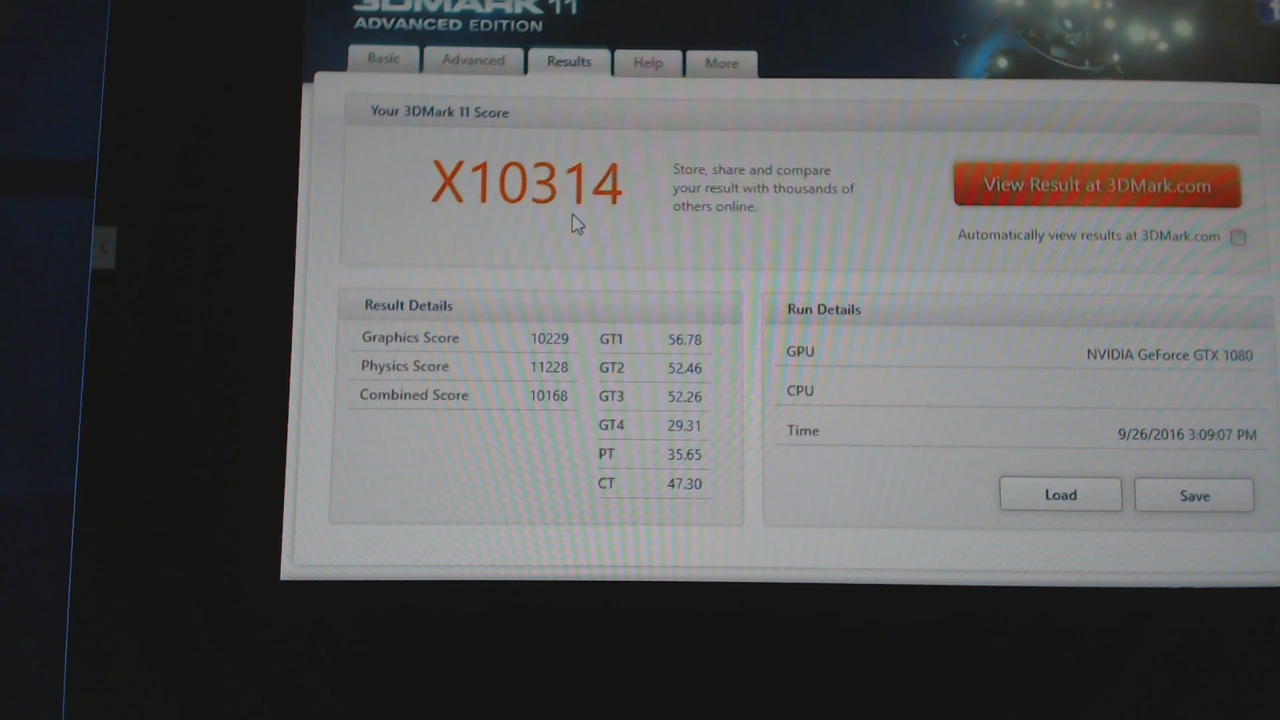 3DMARK 11
ADVANCED EDITION
Basic Advanced Results Help More
Your 3DMark 11 Score
X10314
Store, share and compare
your result with thousands of
others online.
View Result at 3DMark.com
Automatically view results at 3DMark.com
Result Details
Graphics Score 10229 GT1 56.78
Physics Score 11228 GT2 52.46
Combined Score 10168 GT3 52.26
GT4 29.31
PT 35.65
CT 47.30
Run Details
GPU NVIDIA GeForce GTX 1080
CPU
Time 9/26/2016 3:09:07 PM
Load Save